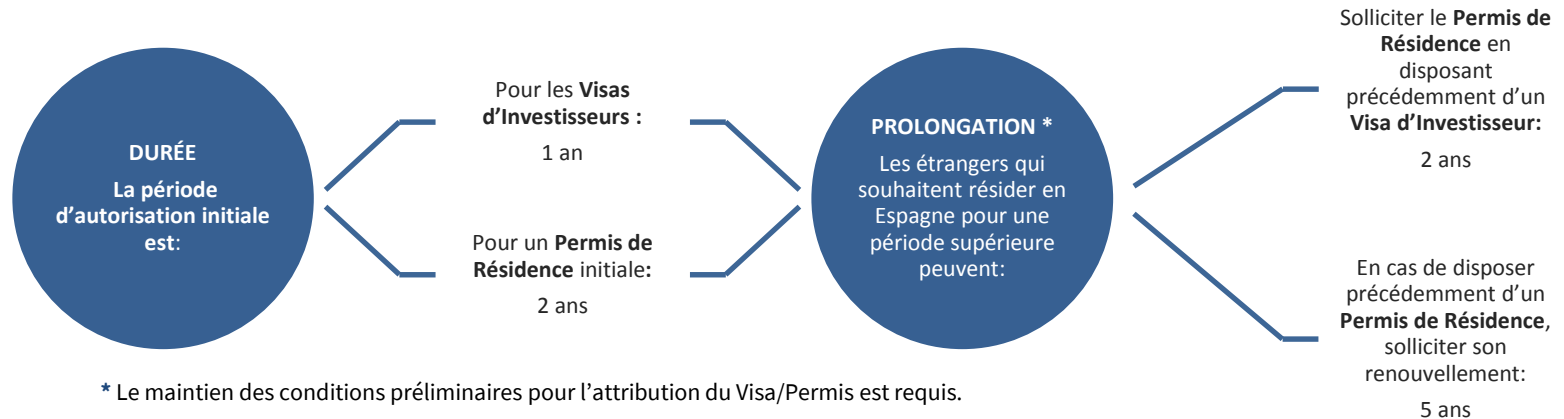 DURÉE
La période
d’autorisation initiale
est:
Pour les Visas
d’Investisseurs :
1 an
Pour un Permis de
Résidence initiale:
2 ans
PROLONGATION *
Les étrangers qui
souhaitent résider en
Espagne pour une
période supérieure
peuvent:
Solliciter le Permis de
Résidence en
disposant
précédemment d’un
Visa d’Investisseur:
2 ans
En cas de disposer
précédemment d’un
Permis de Résidence,
solliciter son
renouvellement:
5 ans
* Le maintien des conditions préliminaires pour l’attribution du Visa/Permis est requis.